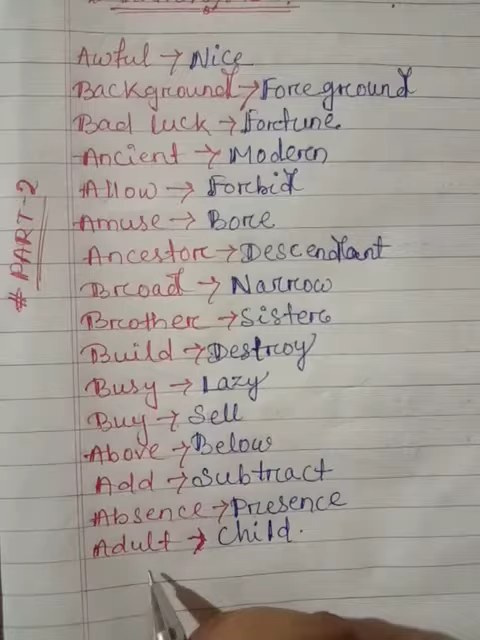 Awful → Nice
Background → Foreground
Bad luck → Fortune
Ancient → Modern
Allow → Forbid
Amuse → Bore
Ancestor → Descendant
Broad → Narrow
Brother → Sister
Build → Destroy
Busy → Lazy
Buy → Sell
Above → Below
Add → Subtract
Absence → Presence
Adult → Child.
# PART-2